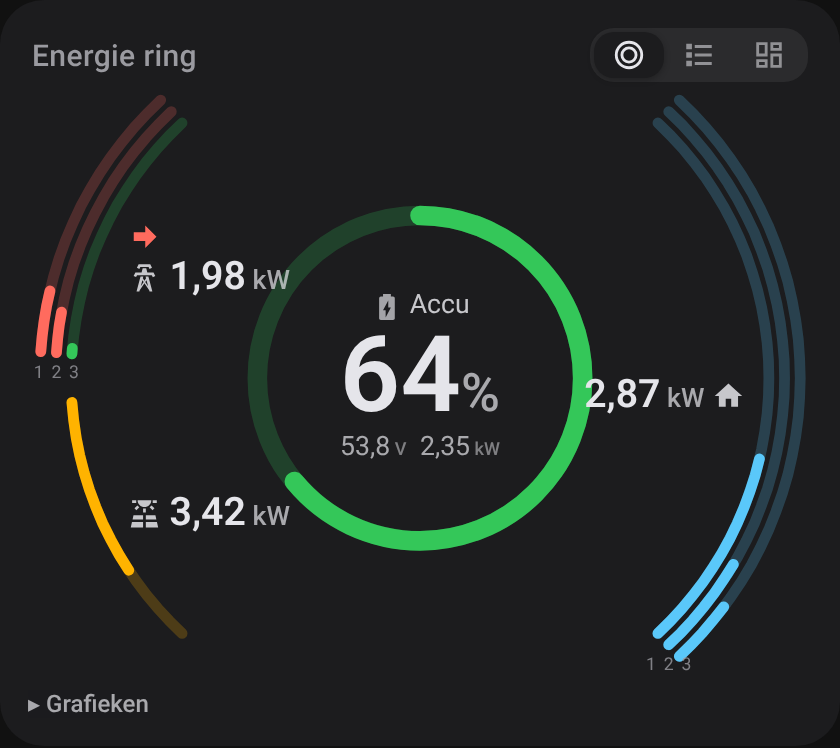 Energie ring
1,98 kW
1 2 3
Accu
64%
53,8 V 2,35 kW
2,87 kW
3,42 kW
1 2 3
▸ Grafieken